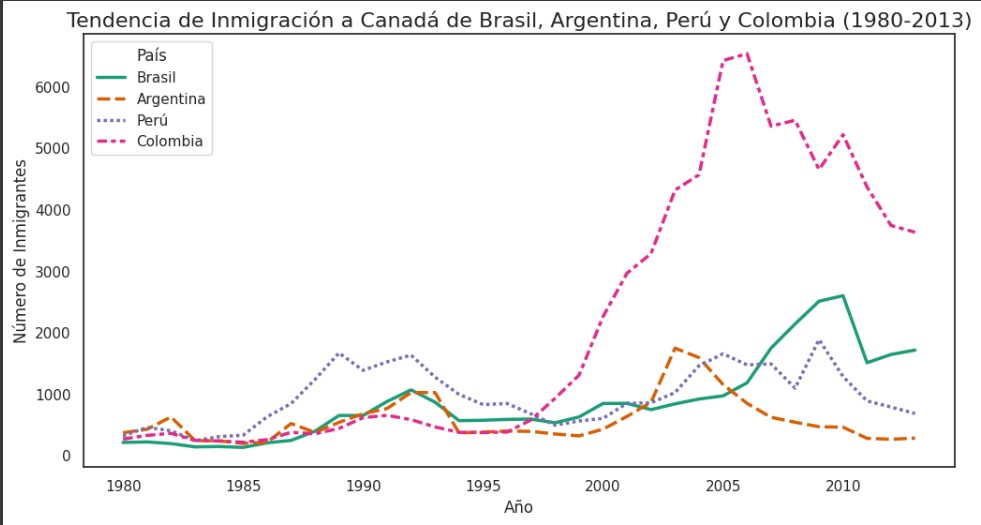 Tendencia de Inmigración a Canadá de Brasil, Argentina, Perú y Colombia (1980-2013)
País
Brasil
Argentina
Perú
Colombia
Número de Inmigrantes
6000
5000
4000
3000
2000
1000
0
1980 1985 1990 1995 2000 2005 2010
Año